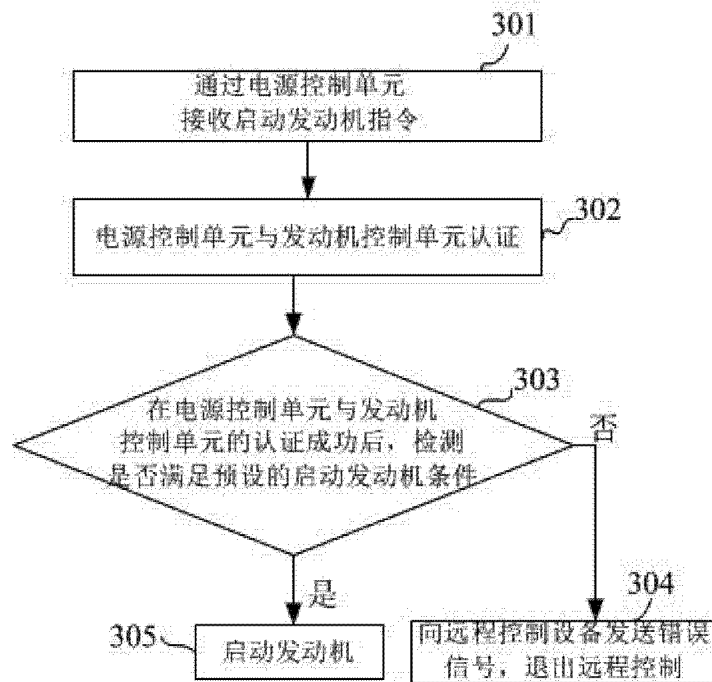 301
通过电源控制单元
接收启动发动机指令
302
电源控制单元与发动机控制单元认证
303
在电源控制单元与发动机
控制单元的认证成功后，检测
是否满足预设的启动发动机条件
否
是
304
305
启动发动机
向远程控制设备发送错误
信号，退出远程控制